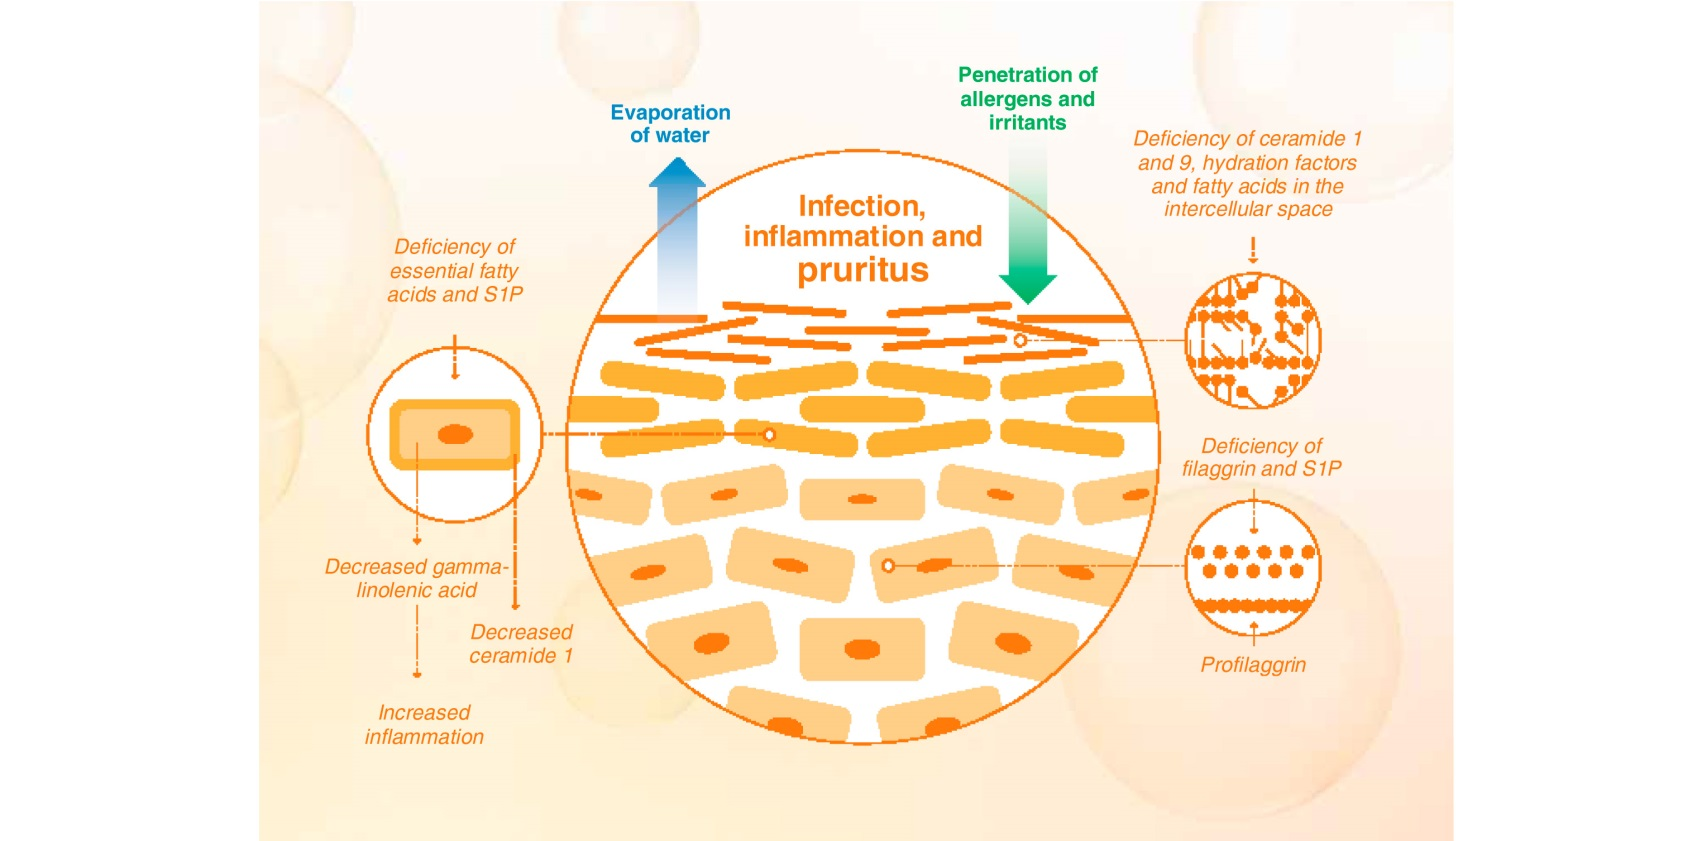 Evaporation
of water
Penetration of
allergens and
irritants
Deficiency of ceramide 1
and 9, hydration factors
and fatty acids in the
intercellular space
Infection,
inflammation and
pruritus
Deficiency of
essential fatty
acids and S1P
Deficiency of
filaggrin and S1P
Decreased gamma-
linolenic acid
Decreased
ceramide 1
Profilaggrin
Increased
inflammation